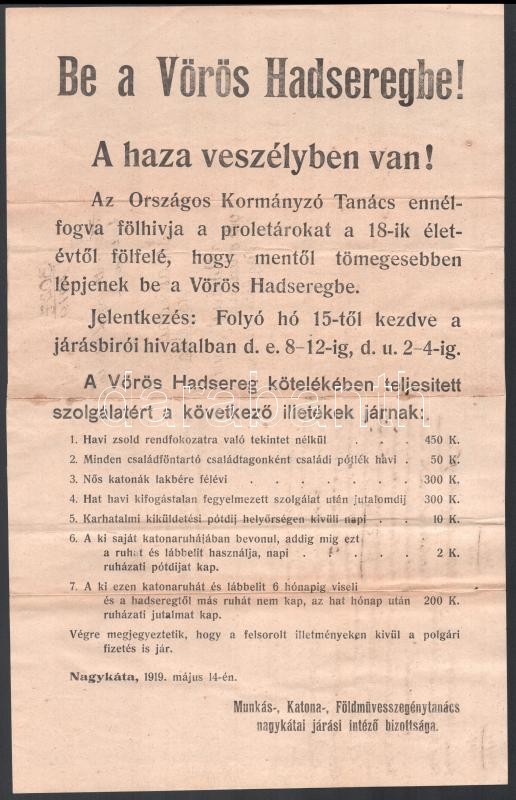 Be a Vörös Hadseregbe!
A haza veszélyben van!
Az Országos Kormányzó Tanács ennél-
fogva fölhivja a proletárokat a 18-ik élet-
évtől fölfelé, hogy mentől tömegesebben
lépjenek be a Vörös Hadseregbe.
Jelentkezés: Folyó hó 15-től kezdve a
járásbirói hivatalban d. e. 8-12-ig, d. u. 2-4-ig.
A Vörös Hadsereg kötelékében teljesitett
szolgálatért a következő illetékek járnak:
1. Havi zsold rendfokozatra való tekintet nélkül . . . 450 K.
2. Minden családföntartó családtagonként családi pótlék havi . 50 K.
3. Nős katonák lakbére félévi . . . . . . . 300 K.
4. Hat havi kifogástalan fegyelmezett szolgálat után jutalomdij 300 K.
5. Karhatalmi kiküldetési pótdij helyőrségen kivüli napi . . 10 K.
6. A ki saját katonaruhájában bevonul, addig mig ezt
a ruhát és lábbelit használja, napi . . . 2 K.
ruházati pótdijat kap.
7. A ki ezen katonaruhát és lábbelit 6 hónapig viseli
és a hadseregtől más ruhát nem kap, az hat hónap után 200 K.
ruházati jutalmat kap.
Végre megjegyeztetik, hogy a felsorolt illetményeken kivül a polgári
fizetés is jár.
Nagykáta, 1919. május 14-én.
Munkás-, Katona-, Földmüvesszegénytanács
nagykátai járási intéző bizottsága.
darabanth